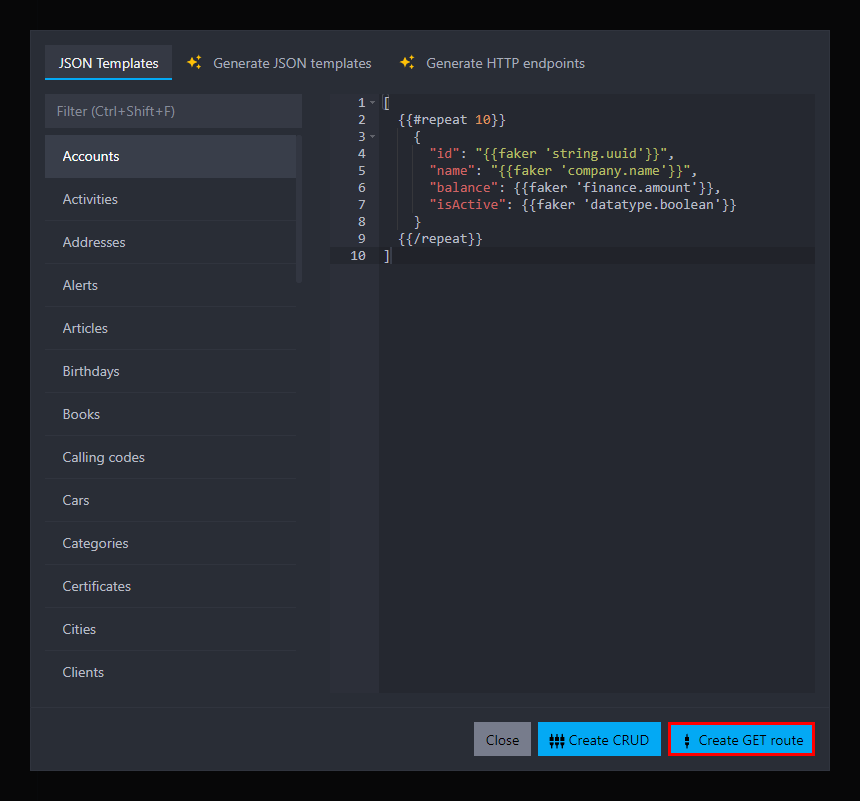 JSON Templates Generate JSON templates Generate HTTP endpoints
Filter (Ctrl+Shift+F)
Accounts
Activities
Addresses
Alerts
Articles
Birthdays
Books
Calling codes
Cars
Categories
Certificates
Cities
Clients
1 [
2   {{#repeat 10}}
3     {
4       "id": "{{faker 'string.uuid'}}",
5       "name": "{{faker 'company.name'}}",
6       "balance": {{faker 'finance.amount'}},
7       "isActive": {{faker 'datatype.boolean'}}
8     }
9   {{/repeat}}
10 ]
Close Create CRUD Create GET route